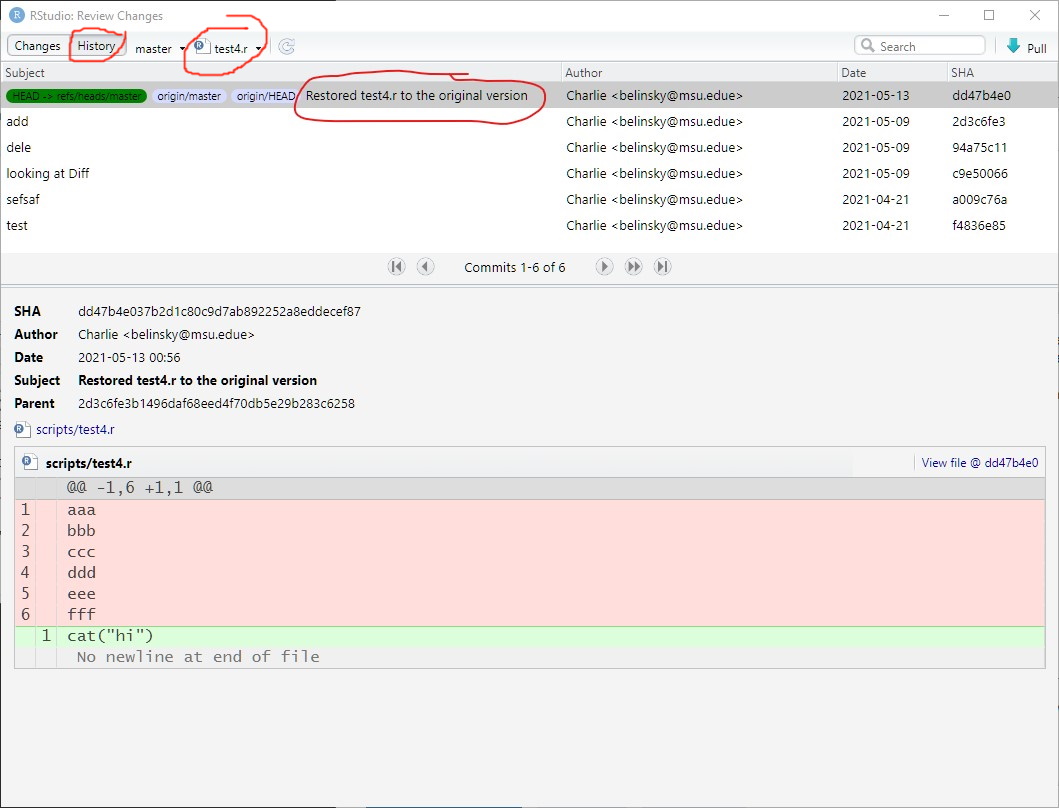 RStudio: Review Changes
Changes History master test4.r Search Pull
Subject Author Date SHA
HEAD -> refs/heads/master origin/master origin/HEAD Restored test4.r to the original version Charlie <belinsky@msu.edue> 2021-05-13 dd47b4e0
add Charlie <belinsky@msu.edue> 2021-05-09 2d3c6fe3
dele Charlie <belinsky@msu.edue> 2021-05-09 94a75c11
looking at Diff Charlie <belinsky@msu.edue> 2021-05-09 c9e50066
sefsaf Charlie <belinsky@msu.edue> 2021-04-21 a009c76a
test Charlie <belinsky@msu.edue> 2021-04-21 f4836e85
Commits 1-6 of 6
SHA dd47b4e037b2d1c80c9d7ab892252a8eddecef87
Author Charlie <belinsky@msu.edue>
Date 2021-05-13 00:56
Subject Restored test4.r to the original version
Parent 2d3c6fe3b1496daf68eed4f70db5e29b283c6258
scripts/test4.r
scripts/test4.r View file @ dd47b4e0
@@ -1,6 +1,1 @@
1 aaa
2 bbb
3 ccc
4 ddd
5 eee
6 fff
1 cat("hi")
No newline at end of file